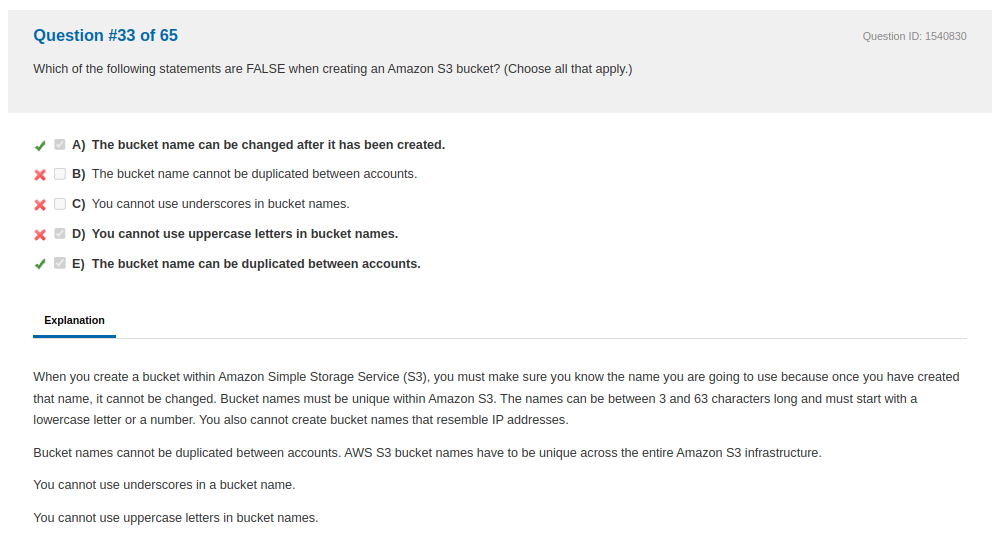 Question #33 of 65
Question ID: 1540830
Which of the following statements are FALSE when creating an Amazon S3 bucket? (Choose all that apply.)
A) The bucket name can be changed after it has been created.
B) The bucket name cannot be duplicated between accounts.
C) You cannot use underscores in bucket names.
D) You cannot use uppercase letters in bucket names.
E) The bucket name can be duplicated between accounts.
Explanation
When you create a bucket within Amazon Simple Storage Service (S3), you must make sure you know the name you are going to use because once you have created
that name, it cannot be changed. Bucket names must be unique within Amazon S3. The names can be between 3 and 63 characters long and must start with a
lowercase letter or a number. You also cannot create bucket names that resemble IP addresses.
Bucket names cannot be duplicated between accounts. AWS S3 bucket names have to be unique across the entire Amazon S3 infrastructure.
You cannot use underscores in a bucket name.
You cannot use uppercase letters in bucket names.